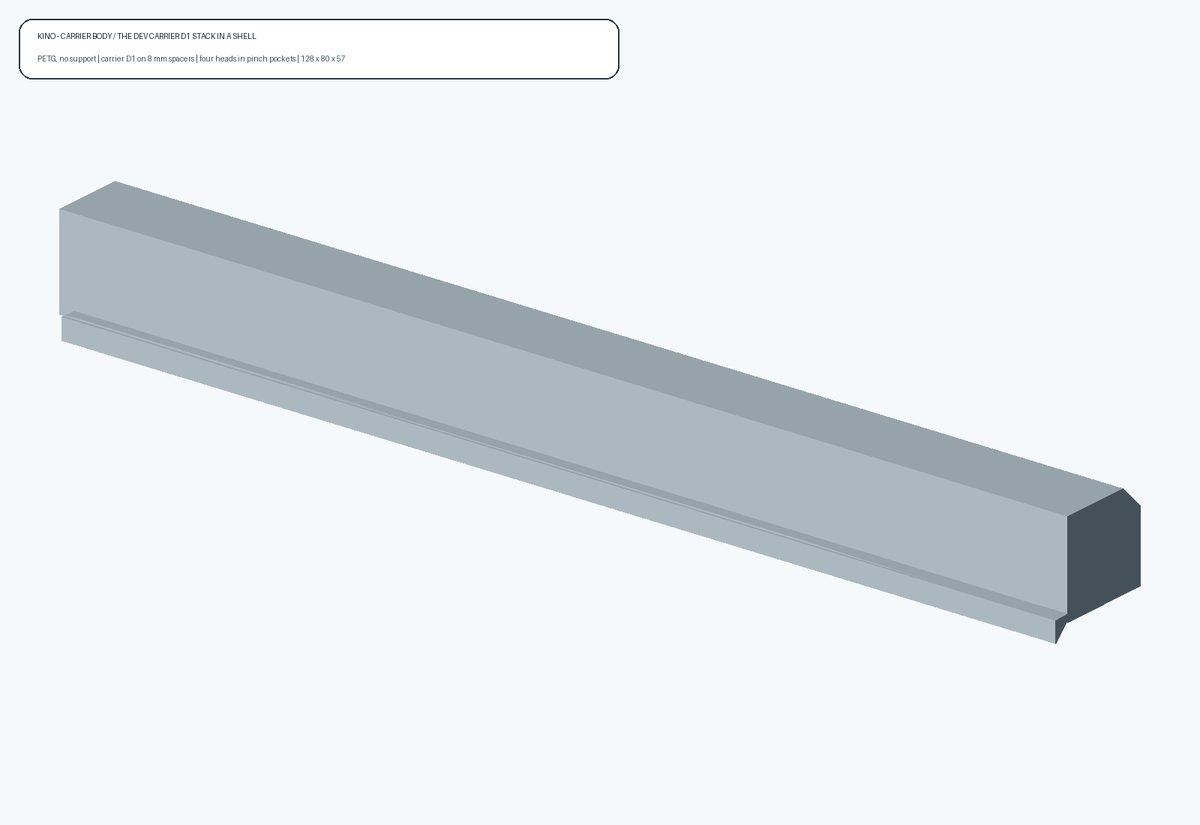 KINO - CARRIER BODY / THE DEV CARRIER D1 STACK IN A SHELL
PETG, no support | carrier D1 on 8 mm spacers | four heads in pinch pockets | 128 x 80 x 57